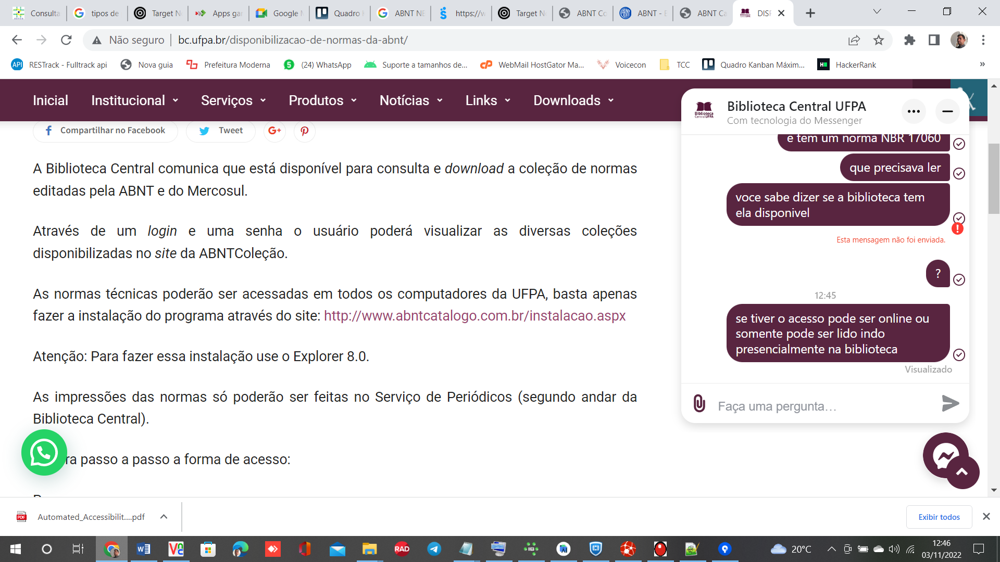 Consulta
tipos de
Target N
Apps gar
Google M
Quadro
ABNT NB
https://w
Target N
ABNT Co
ABNT - E
ABNT Ca
DISP
Não seguro
bc.ufpa.br/disponibilizacao-de-normas-da-abnt/
API RESTrack - Fulltrack api
Nova guia
Prefeitura Moderna
5 (24) WhatsApp
Suporte a tamanhos de...
cP WebMail HostGator Ma...
Voicecon
TCC
Quadro Kanban Máxim...
H HackerRank
»
Inicial Institucional Serviços Produtos Notícias Links Downloads
Compartilhar no Facebook
Tweet
G+
A Biblioteca Central comunica que está disponível para consulta e download a coleção de normas
editadas pela ABNT e do Mercosul.
Através de um login e uma senha o usuário poderá visualizar as diversas coleções
disponibilizadas no site da ABNTColeção.
As normas técnicas poderão ser acessadas em todos os computadores da UFPA, basta apenas
fazer a instalação do programa através do site: http://www.abntcatalogo.com.br/instalacao.aspx
Atenção: Para fazer essa instalação use o Explorer 8.0.
As impressões das normas só poderão ser feitas no Serviço de Periódicos (segundo andar da
Biblioteca Central).
ra passo a passo a forma de acesso:
Biblioteca
Central UFPA
Biblioteca Central UFPA
Com tecnologia do Messenger
e tem um norma NBR 17060
que precisava ler
voce sabe dizer se a biblioteca tem
ela disponivel
Esta mensagem não foi enviada.
?
12:45
se tiver o acesso pode ser online ou
somente pode ser lido indo
presencialmente na biblioteca
Visualizado
Faça uma pergunta...
PDF
Automated_Accessibilit....pdf
Exibir todos
RAD
20°C
12:46
03/11/2022